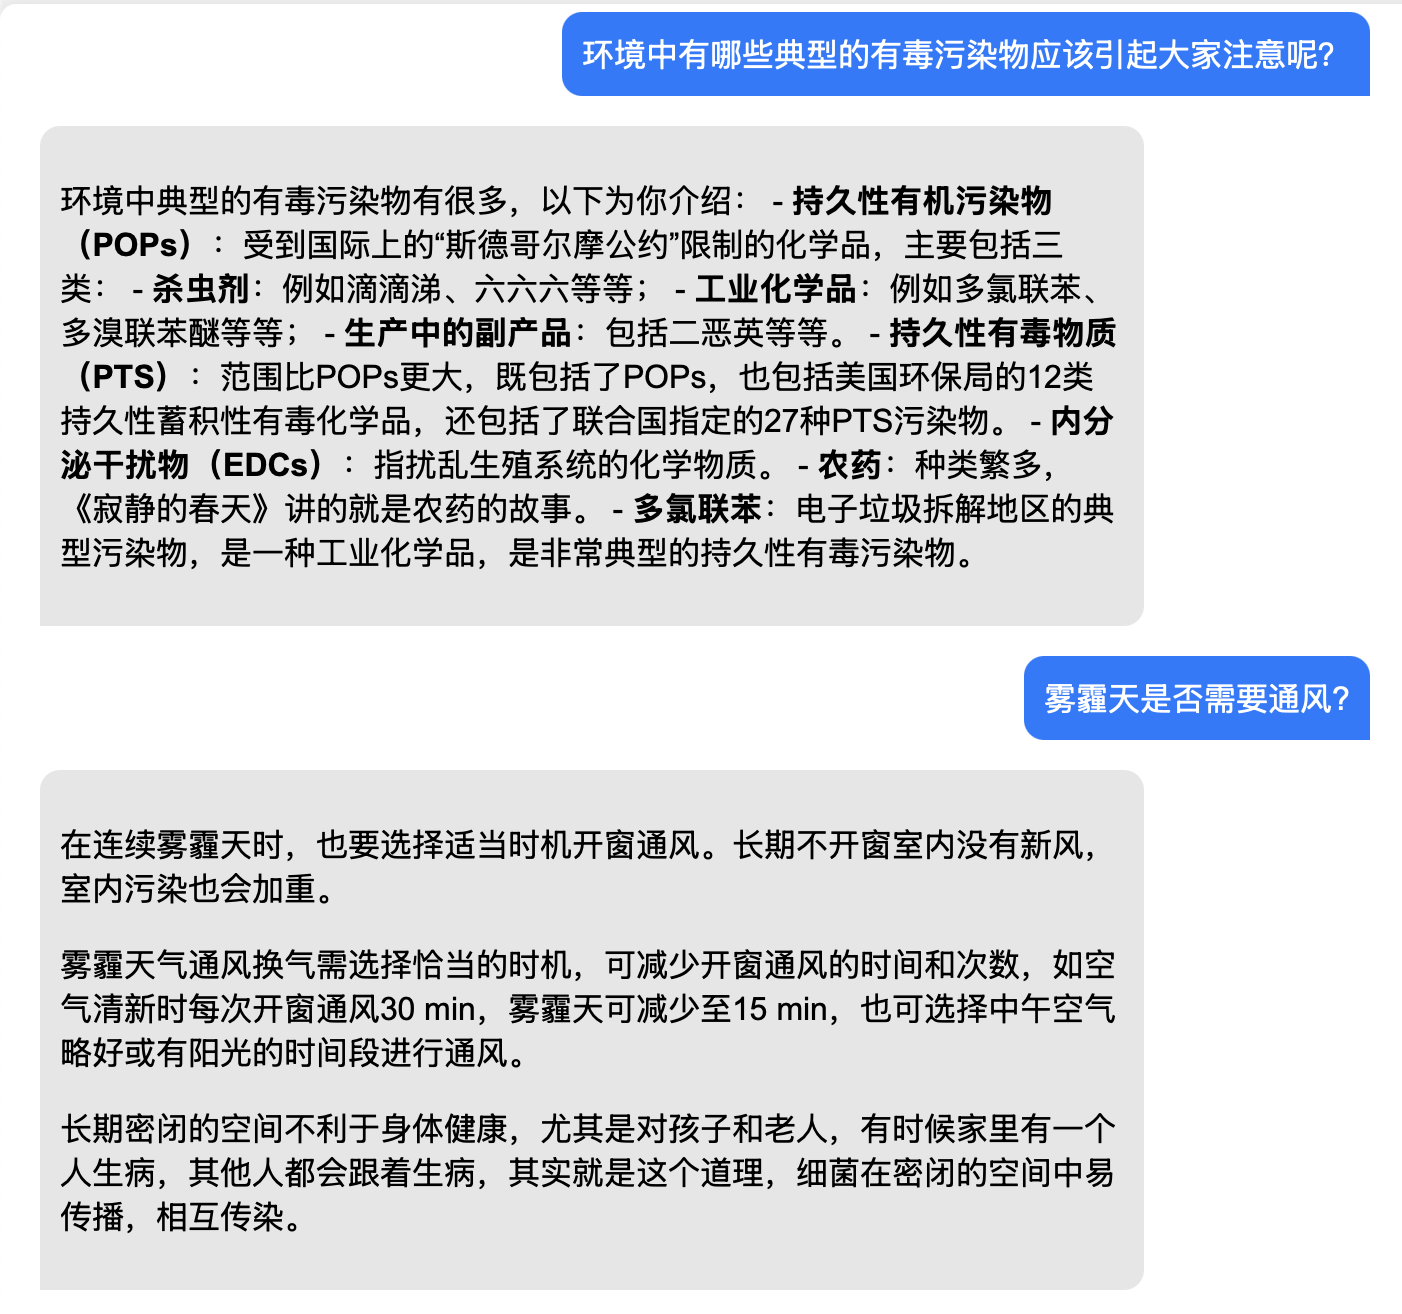 环境中有哪些典型的有毒污染物应该引起大家注意呢?
环境中典型的有毒污染物有很多，以下为你介绍： - 持久性有机污染物
（POPs）：受到国际上的“斯德哥尔摩公约”限制的化学品，主要包括三
类： - 杀虫剂：例如滴滴涕、六六六等等； - 工业化学品：例如多氯联苯、
多溴联苯醚等等； - 生产中的副产品：包括二恶英等等。 - 持久性有毒物质
（PTS）：范围比POPs更大，既包括了POPs，也包括美国环保局的12类
持久性蓄积性有毒化学品，还包括了联合国指定的27种PTS污染物。 - 内分
泌干扰物（EDCs）：指扰乱生殖系统的化学物质。 - 农药：种类繁多，
《寂静的春天》讲的就是农药的故事。 - 多氯联苯：电子垃圾拆解地区的典
型污染物，是一种工业化学品，是非常典型的持久性有毒污染物。
雾霾天是否需要通风?
在连续雾霾天时，也要选择适当时机开窗通风。长期不开窗室内没有新风，
室内污染也会加重。
雾霾天气通风换气需选择恰当的时机，可减少开窗通风的时间和次数，如空
气清新时每次开窗通风30 min，雾霾天可减少至15 min，也可选择中午空气
略好或有阳光的时间段进行通风。
长期密闭的空间不利于身体健康，尤其是对孩子和老人，有时候家里有一个
人生病，其他人都会跟着生病，其实就是这个道理，细菌在密闭的空间中易
传播，相互传染。